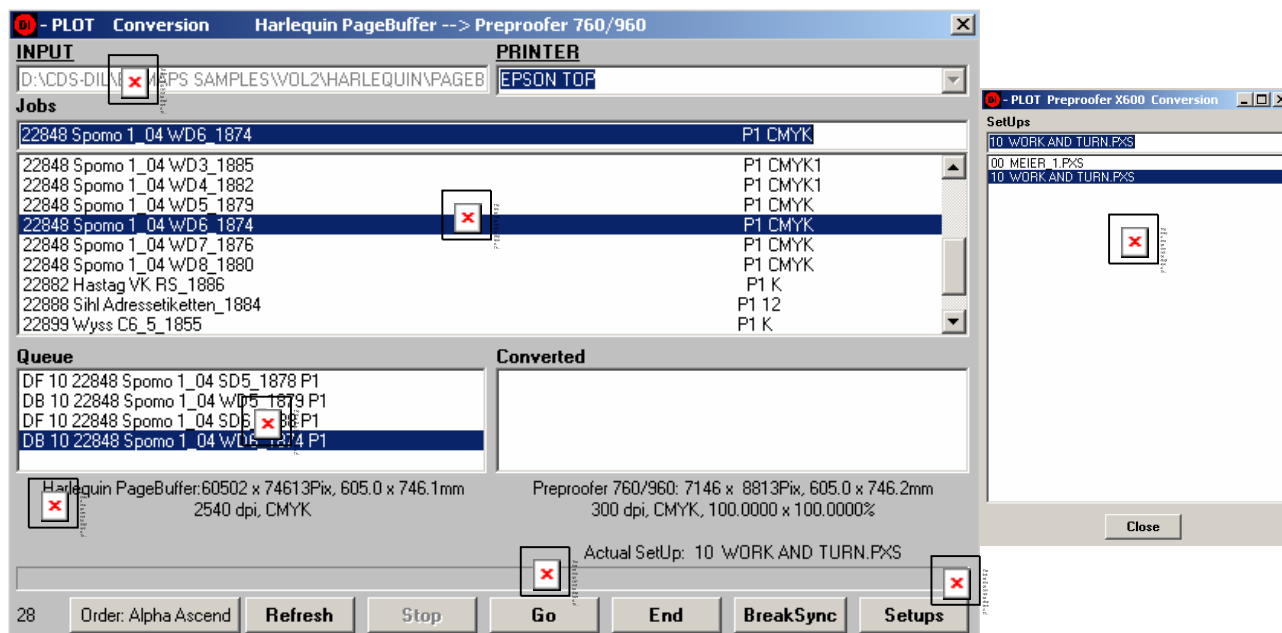 DI - PLOT Conversion Harlequin PageBuffer --> Preproofer 760/960
INPUT PRINTER
EPSON TOP
Jobs
22848 Spomo 1_04 WD6_1874 P1 CMYK
22848 Spomo 1_04 WD3_1885 P1 CMYK1
22848 Spomo 1_04 WD4_1882 P1 CMYK1
22848 Spomo 1_04 WD5_1879 P1 CMYK
22848 Spomo 1_04 WD6_1874 P1 CMYK
22848 Spomo 1_04 WD7_1876 P1 CMYK
22848 Spomo 1_04 WD8_1880 P1 CMYK
22882 Hastag VK RS_1886 P1 K
22888 Sihl Adressetiketten_1884 P1 12
22899 Wyss C6_5_1855 P1 K
Queue Converted
DF 10 22848 Spomo 1_04 SD5_1878 P1
DB 10 22848 Spomo 1_04 WD5_1879 P1
DF 10 22848 Spomo 1_04 P1
DB 10 22848 Spomo 1_04 WD6_1874 P1
Harlequin PageBuffer:60502 x 74613Pix, 605.0 x 746.1mm
2540 dpi, CMYK
Preproofer 760/960: 7146 x 8813Pix, 605.0 x 746.2mm
300 dpi, CMYK, 100.0000 x 100.0000%
Actual SetUp: 10 WORK AND TURN.PXS
28 Order: Alpha Ascend Refresh Stop Go End BreakSync Setups
DI - PLOT Preproofer X600 Conversion
SetUps
10 WORK AND TURN.PXS
00 MEIER_1.PXS
10 WORK AND TURN.PXS
Close